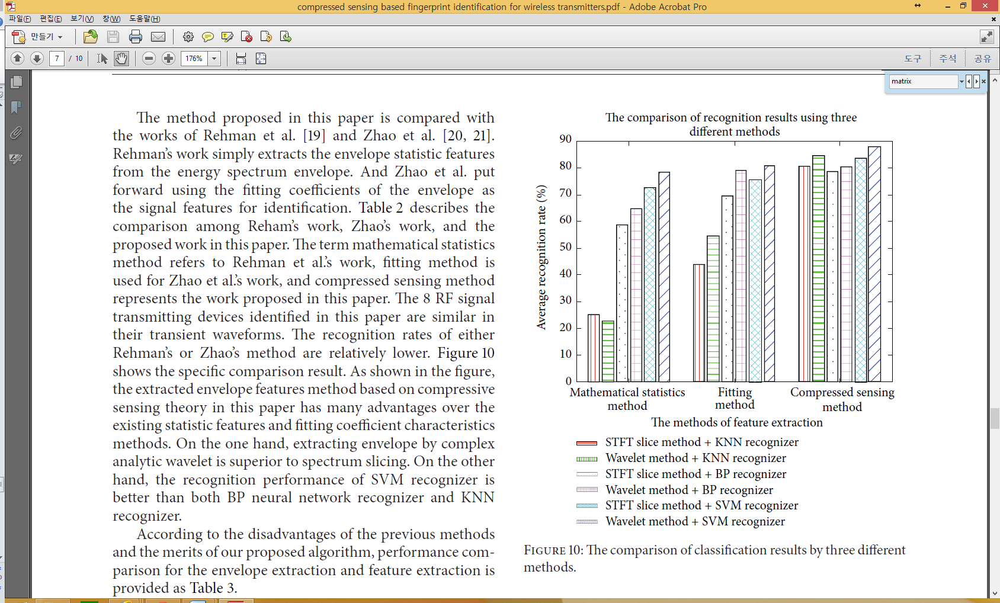 compressed sensing based fingerprint identification for wireless transmitters.pdf - Adobe Acrobat Pro
파일(F) 편집(E) 보기(V) 창(W) 도움말(H)
만들기
7 / 10 176% 도구 주석 공유
matrix
The method proposed in this paper is compared with
the works of Rehman et al. [19] and Zhao et al. [20, 21].
Rehman's work simply extracts the envelope statistic features
from the energy spectrum envelope. And Zhao et al. put
forward using the fitting coefficients of the envelope as
the signal features for identification. Table 2 describes the
comparison among Reham's work, Zhao's work, and the
proposed work in this paper. The term mathematical statistics
method refers to Rehman et al.'s work, fitting method is
used for Zhao et al.'s work, and compressed sensing method
represents the work proposed in this paper. The 8 RF signal
transmitting devices identified in this paper are similar in
their transient waveforms. The recognition rates of either
Rehman's or Zhao's method are relatively lower. Figure 10
shows the specific comparison result. As shown in the figure,
the extracted envelope features method based on compressive
sensing theory in this paper has many advantages over the
existing statistic features and fitting coefficient characteristics
methods. On the one hand, extracting envelope by complex
analytic wavelet is superior to spectrum slicing. On the other
hand, the recognition performance of SVM recognizer is
better than both BP neural network recognizer and KNN
recognizer.
According to the disadvantages of the previous methods
and the merits of our proposed algorithm, performance com-
parison for the envelope extraction and feature extraction is
provided as Table 3.
The comparison of recognition results using three
different methods
90
80
70
60
50
40
30
20
10
0
Average recognition rate (%)
Mathematical statistics
method
Fitting
method
Compressed sensing
method
The methods of feature extraction
STFT slice method + KNN recognizer
Wavelet method + KNN recognizer
STFT slice method + BP recognizer
Wavelet method + BP recognizer
STFT slice method + SVM recognizer
Wavelet method + SVM recognizer
FIGURE 10: The comparison of classification results by three different
methods.